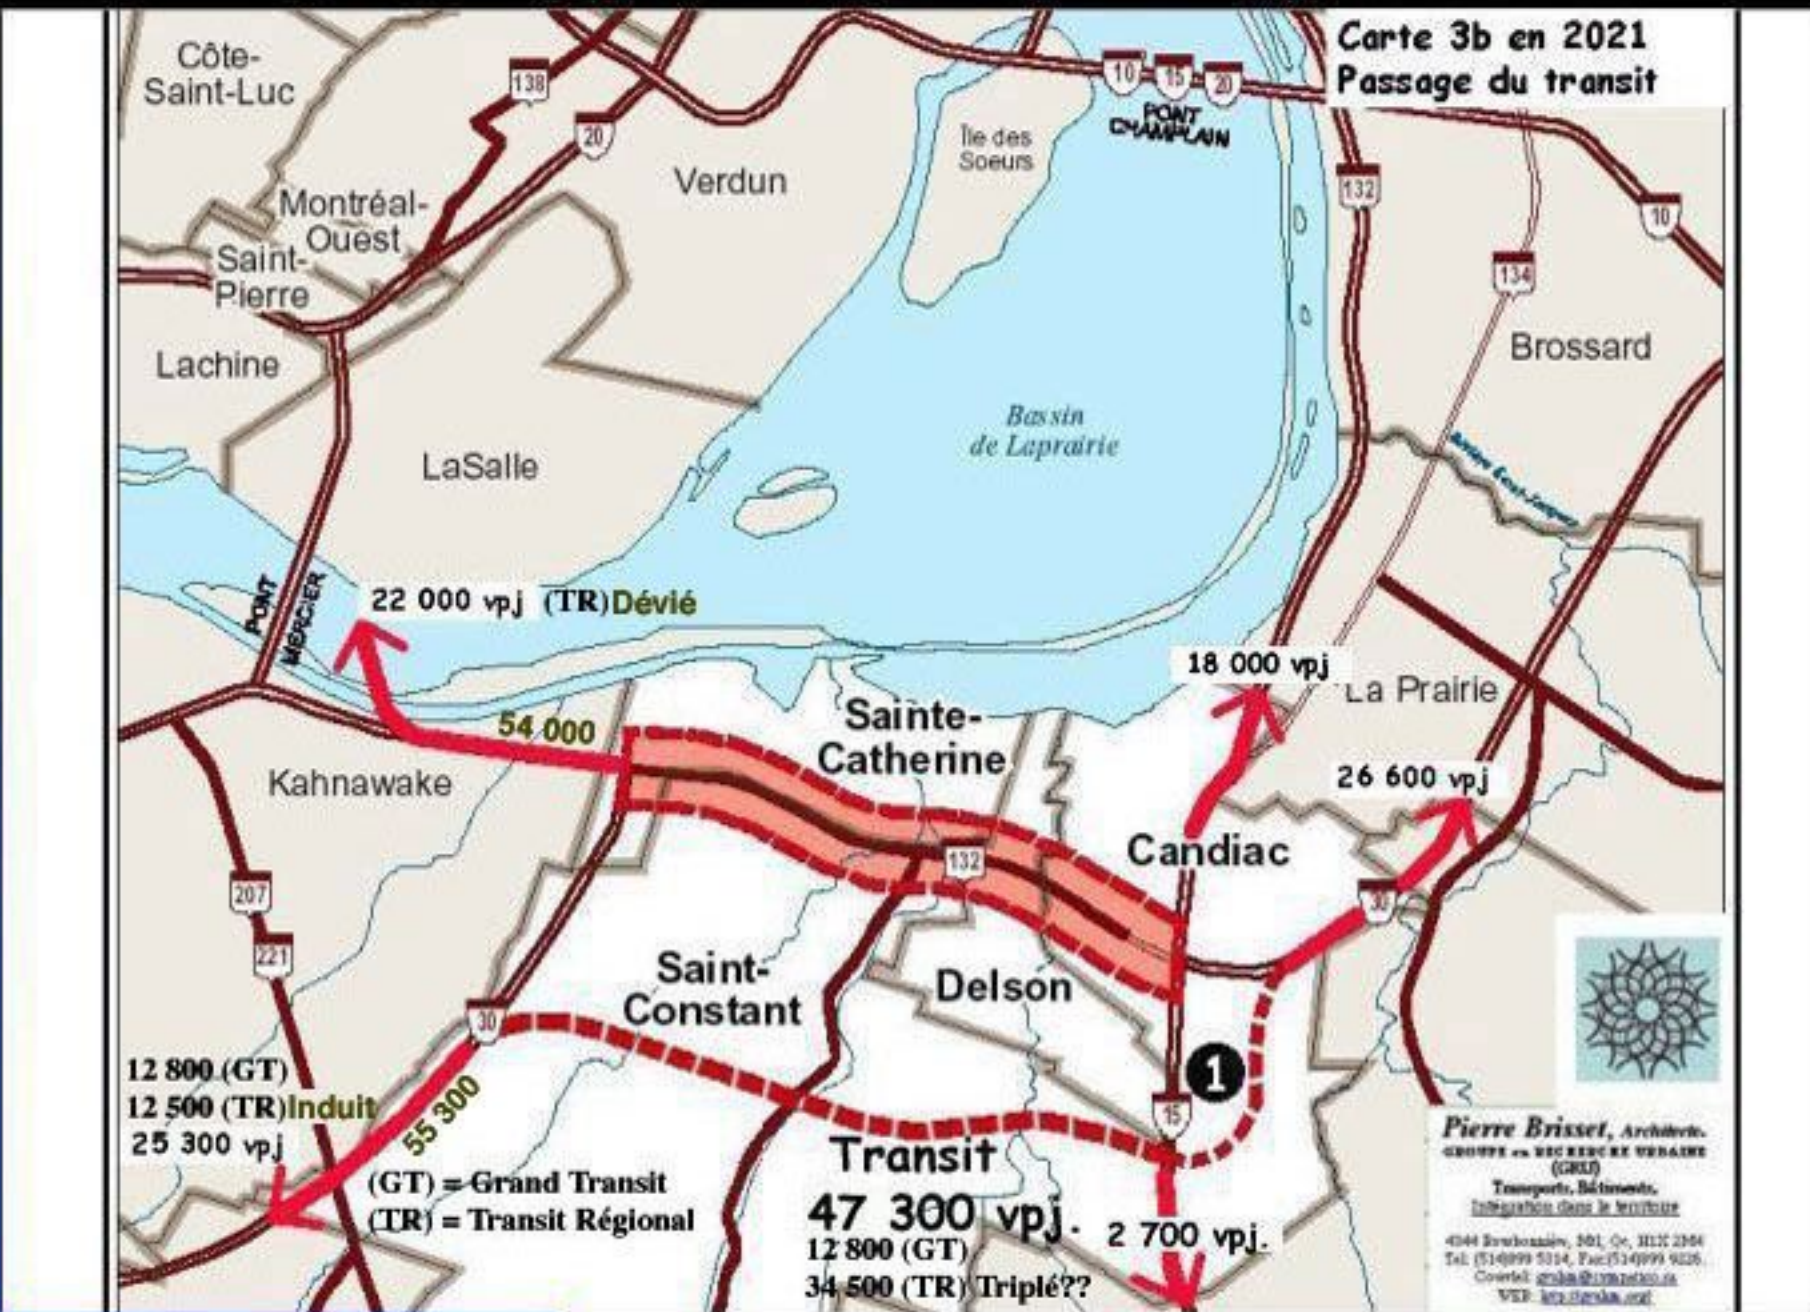 Carte 3b en 2021
Passage du transit
Côte-
Saint-Luc
138
20
10
15
20
PONT
CHAMPLAIN
Île des
Soeurs
Verdun
132
10
134
Montréal-
Ouest
Saint-
Pierre
Lachine
LaSalle
Brossard
Bassin
de Laprairie
PONT
MERCIER
22 000 vpj (TR)Dévié
18 000 vpj
La Prairie
54 000
Sainte-
Catherine
Kahnawake
26 600 vpj
Candiac
132
207
30
221
Saint-
Constant
Delson
30
1
15
12 800 (GT)
12 500 (TR)Induit
25 300 vpj
55 300
(GT) = Grand Transit
(TR) = Transit Régional
Transit
47 300 vpj.
12 800 (GT)
34 500 (TR) Triplé??
2 700 vpj.
Pierre Brisset, Architecte.
GROUPE en RECHERCHE URBAINE
(GRU)
Transports, Bâtiments,
Intégration dans le territoire